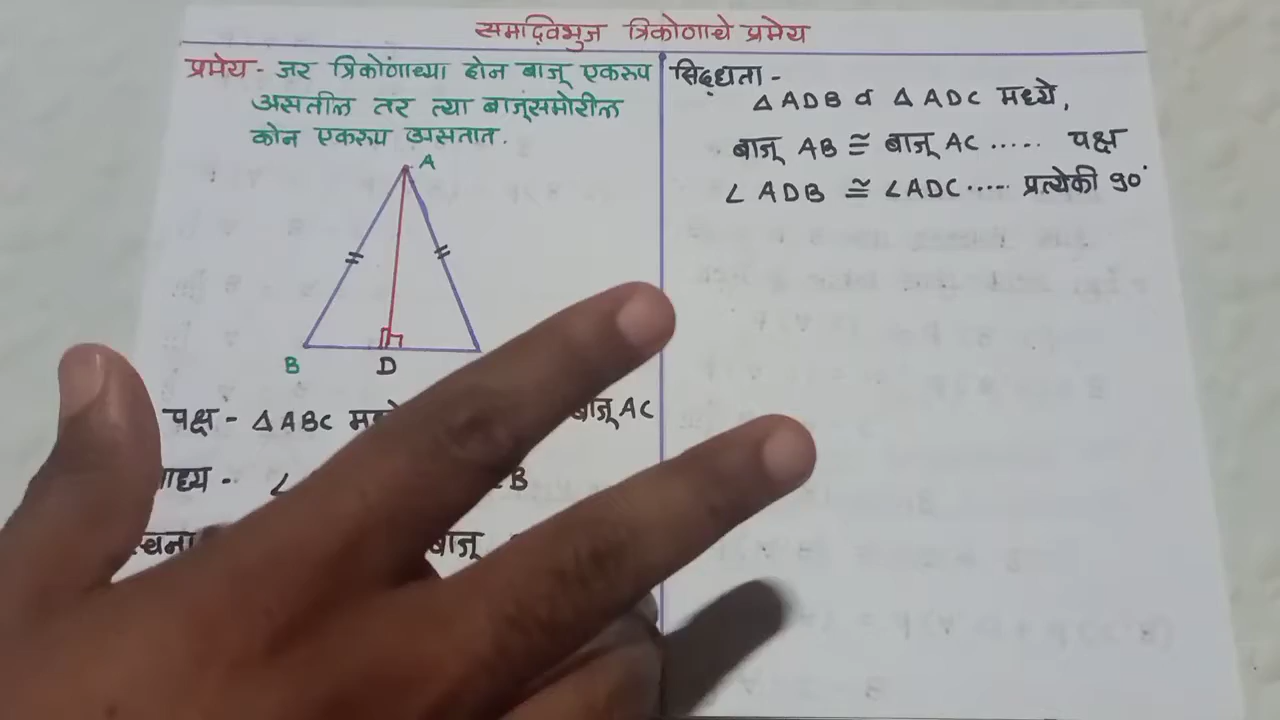 समद्विभुज त्रिकोणाचे प्रमेय
प्रमेय - जर त्रिकोणाच्या दोन बाजू एकरूप
असतील तर त्या बाजूंसमोरील
कोन एकरूप असतात.
A
B
D
पक्ष - △ABC बाजू AC
∠ B
बाजू
सिद्धता -
△ ADB व △ ADC मध्ये,
बाजू AB ≅ बाजू AC ..... पक्ष
∠ ADB ≅ ∠ADC ..... प्रत्येकी 90°